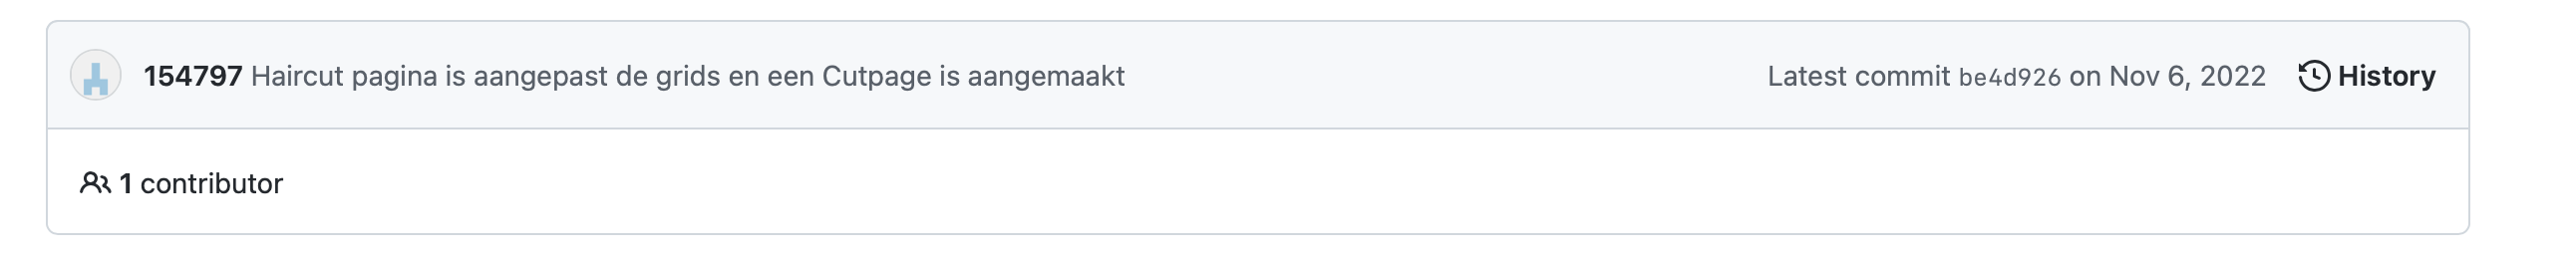 154797 Haircut pagina is aangepast de grids en een Cutpage is aangemaakt Latest commit be4d926 on Nov 6, 2022 History
1 contributor